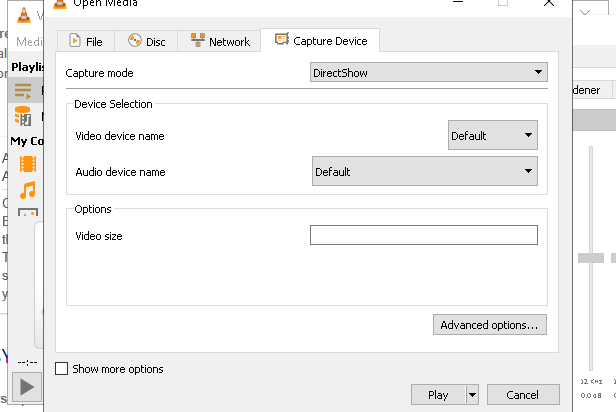 Open Media
File
Disc
Network
Capture Device
Capture mode
DirectShow
Device Selection
Video device name
Default
Audio device name
Default
Options
Video size
Advanced options...
Show more options
Play
Cancel
Medi
Playlis
My Co
--:--
dener
12 KHz
0.0 dB